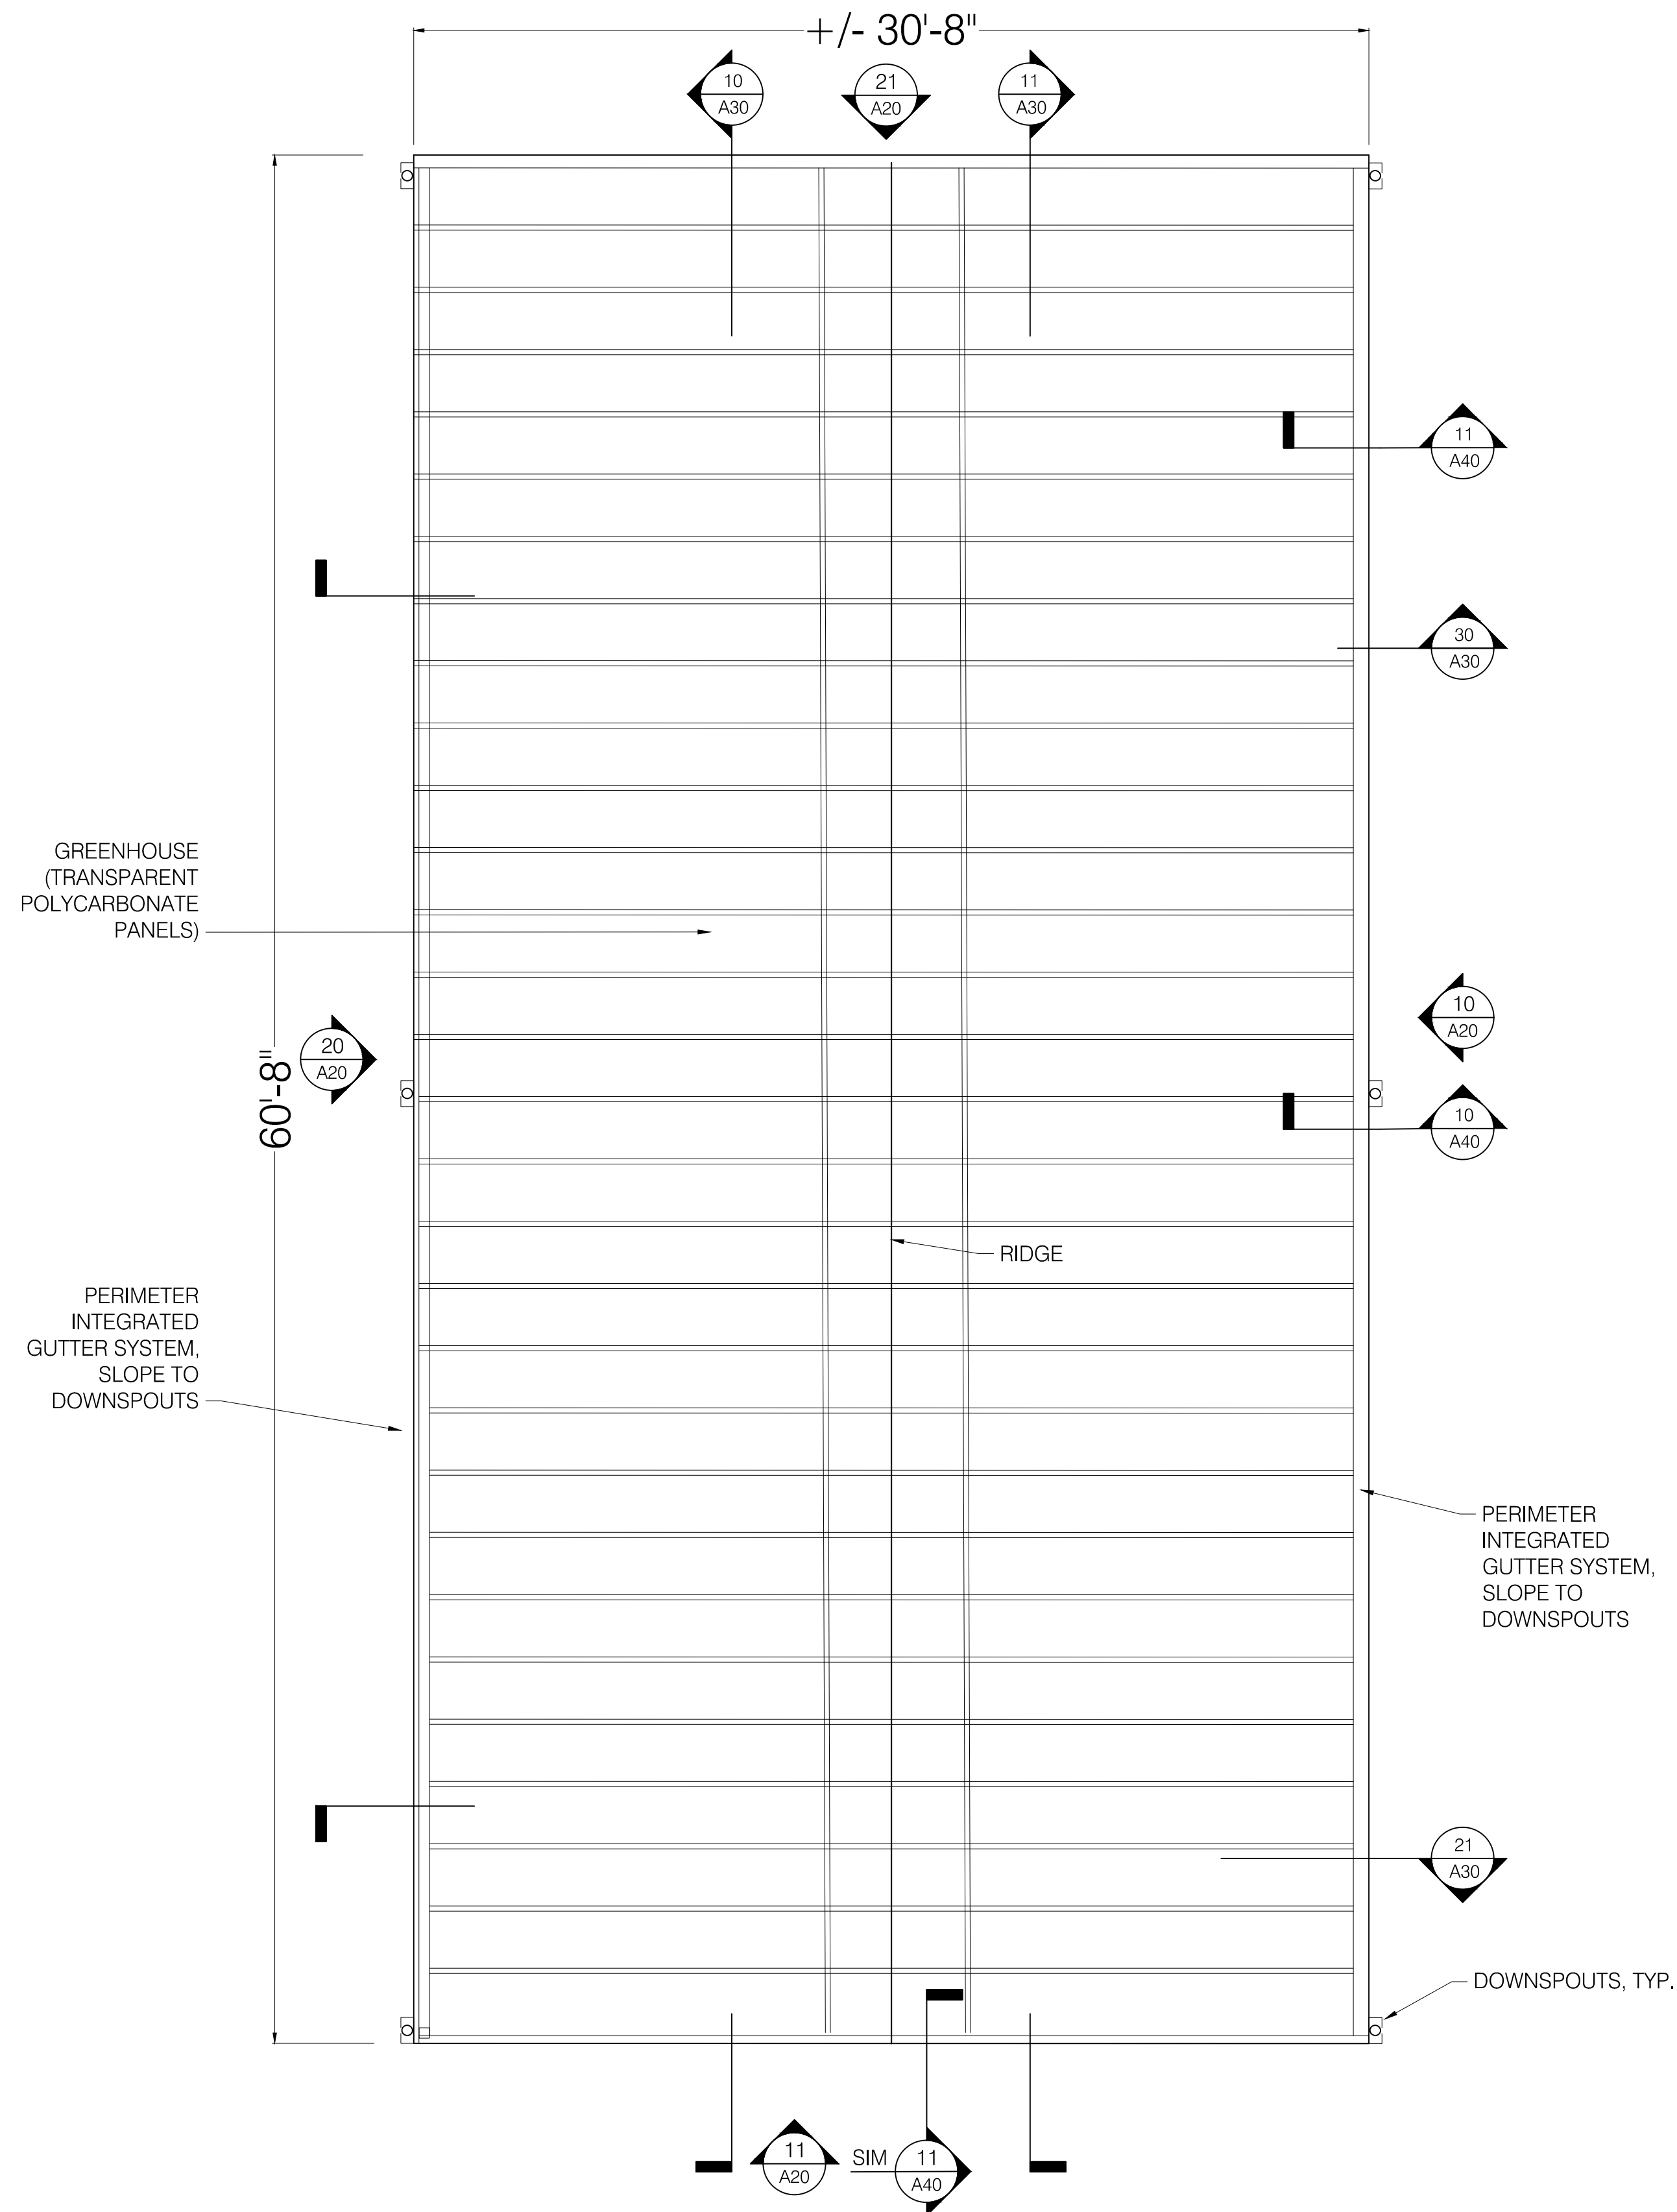 +/- 30'-8"
10
A30
21
A20
11
A30
11
A40
30
A30
GREENHOUSE
(TRANSPARENT
POLYCARBONATE
PANELS)
10
A20
20
A20
60'-8"
10
A40
RIDGE
PERIMETER
INTEGRATED
GUTTER SYSTEM,
SLOPE TO
DOWNSPOUTS
PERIMETER
INTEGRATED
GUTTER SYSTEM,
SLOPE TO
DOWNSPOUTS
21
A30
DOWNSPOUTS, TYP.
11
A20
SIM
11
A40